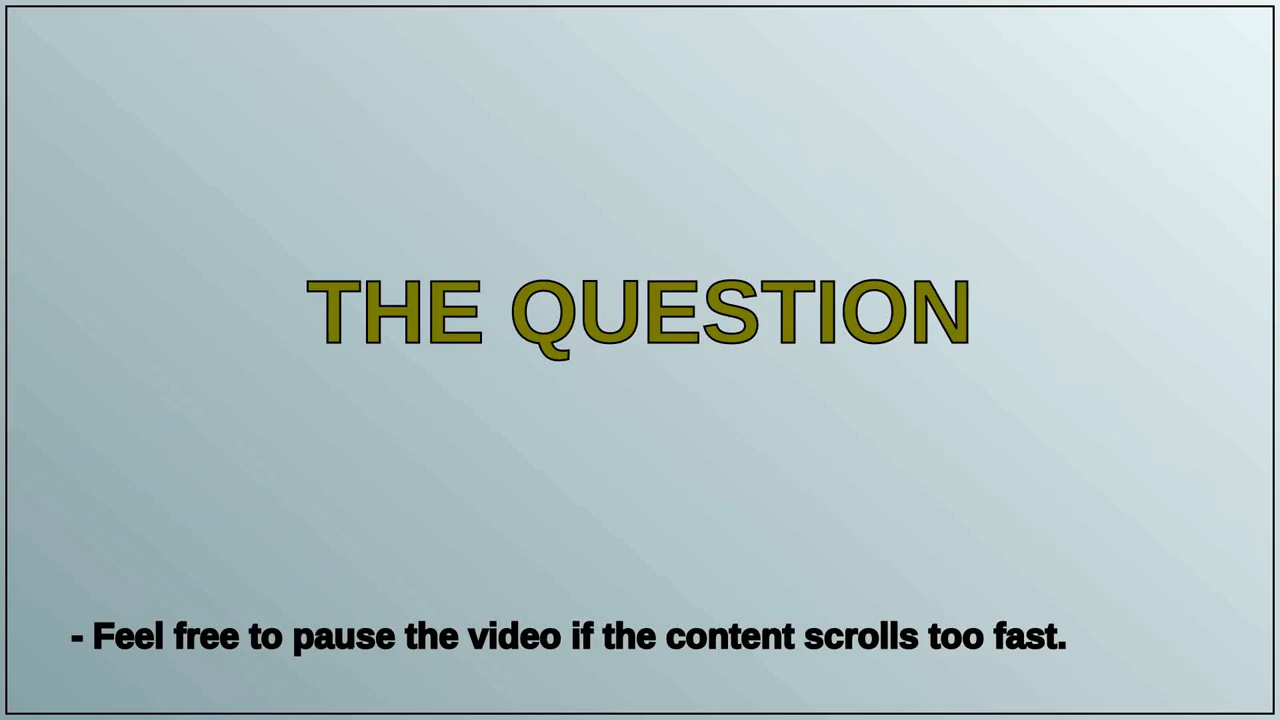 THE QUESTION
- Feel free to pause the video if the content scrolls too fast.